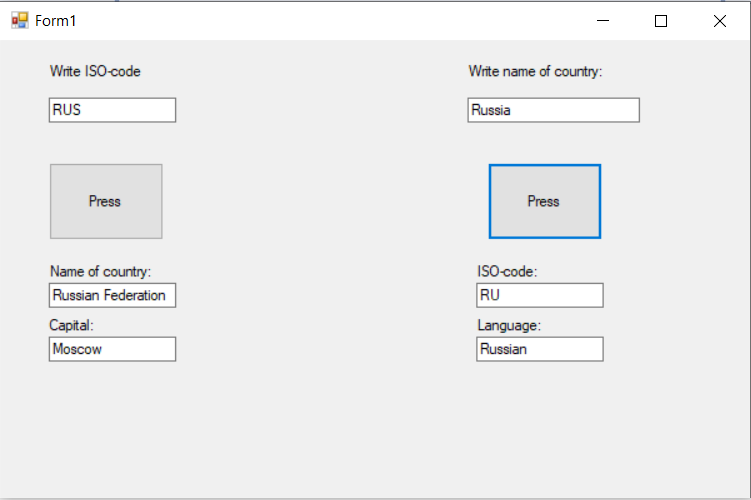 Form1
Write ISO-code
Write name of country:
RUS
Russia
Press
Press
Name of country:
ISO-code:
Russian Federation
RU
Capital:
Language:
Moscow
Russian